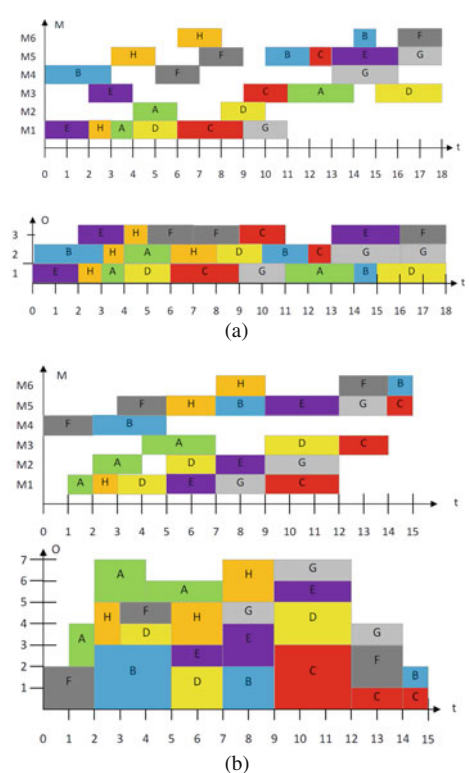 M
M6 H B F
M5 H F B C E G
M4 B F G
M3 E C A D
M2 A D
M1 E H A D C G
t
0 1 2 3 4 5 6 7 8 9 10 11 12 13 14 15 16 17 18
O
3 E H F F C E F
2 B H A H D B C G G
1 E H A D C G A B D
t
0 1 2 3 4 5 6 7 8 9 10 11 12 13 14 15 16 17 18
(a)
M
M6 H F B
M5 F H B E G C
M4 F B
M3 A D C
M2 A D E G
M1 A H D E G C
t
0 1 2 3 4 5 6 7 8 9 10 11 12 13 14 15
O
7 G
6 A A H E
5 F G D
4 A H D H E G
3 E F
2 F B D B C B
1 C C
t
0 1 2 3 4 5 6 7 8 9 10 11 12 13 14 15
(b)